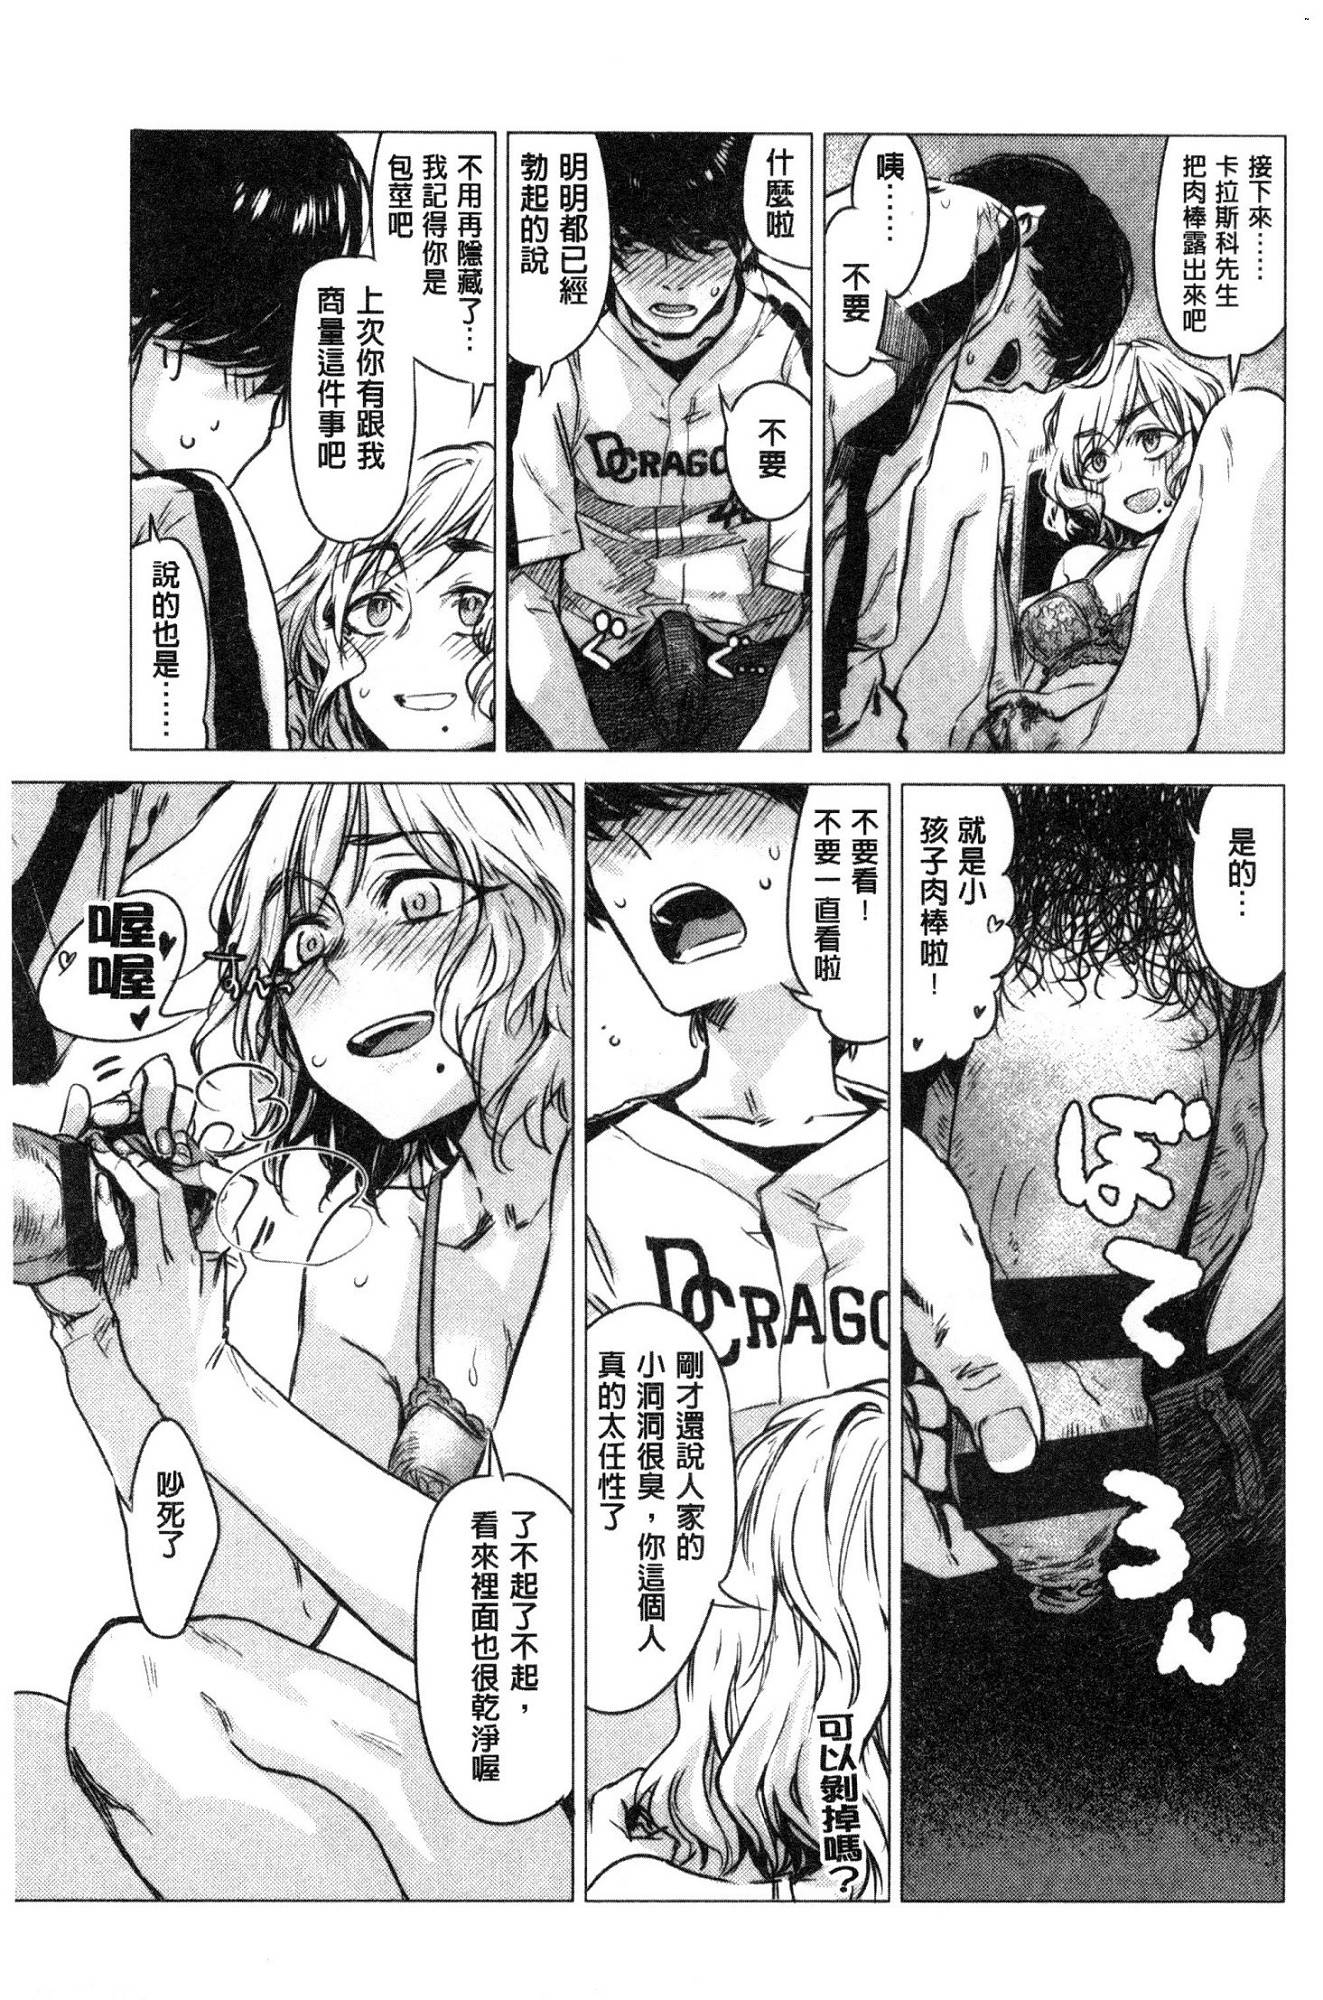 接下來⋯⋯
卡拉斯科先生
把肉棒露出來吧
咦⋯⋯
不要
什麼啦
不要
明明都已經
勃起的說
DCRAGO
不用再隱藏了⋯
我記得你是
包莖吧
上次你有跟我
商量這件事吧
說的也是⋯⋯
是的⋯
就是小
孩子肉棒啦！
ぼろん
不要看！
不要一直看啦
DCRAGO
剛才還說人家的
小洞洞很臭，你這個人
真的太任性了
可以剝掉嗎？
喔
喔
了不起了不起，
看來裡面也很乾淨喔
吵死了